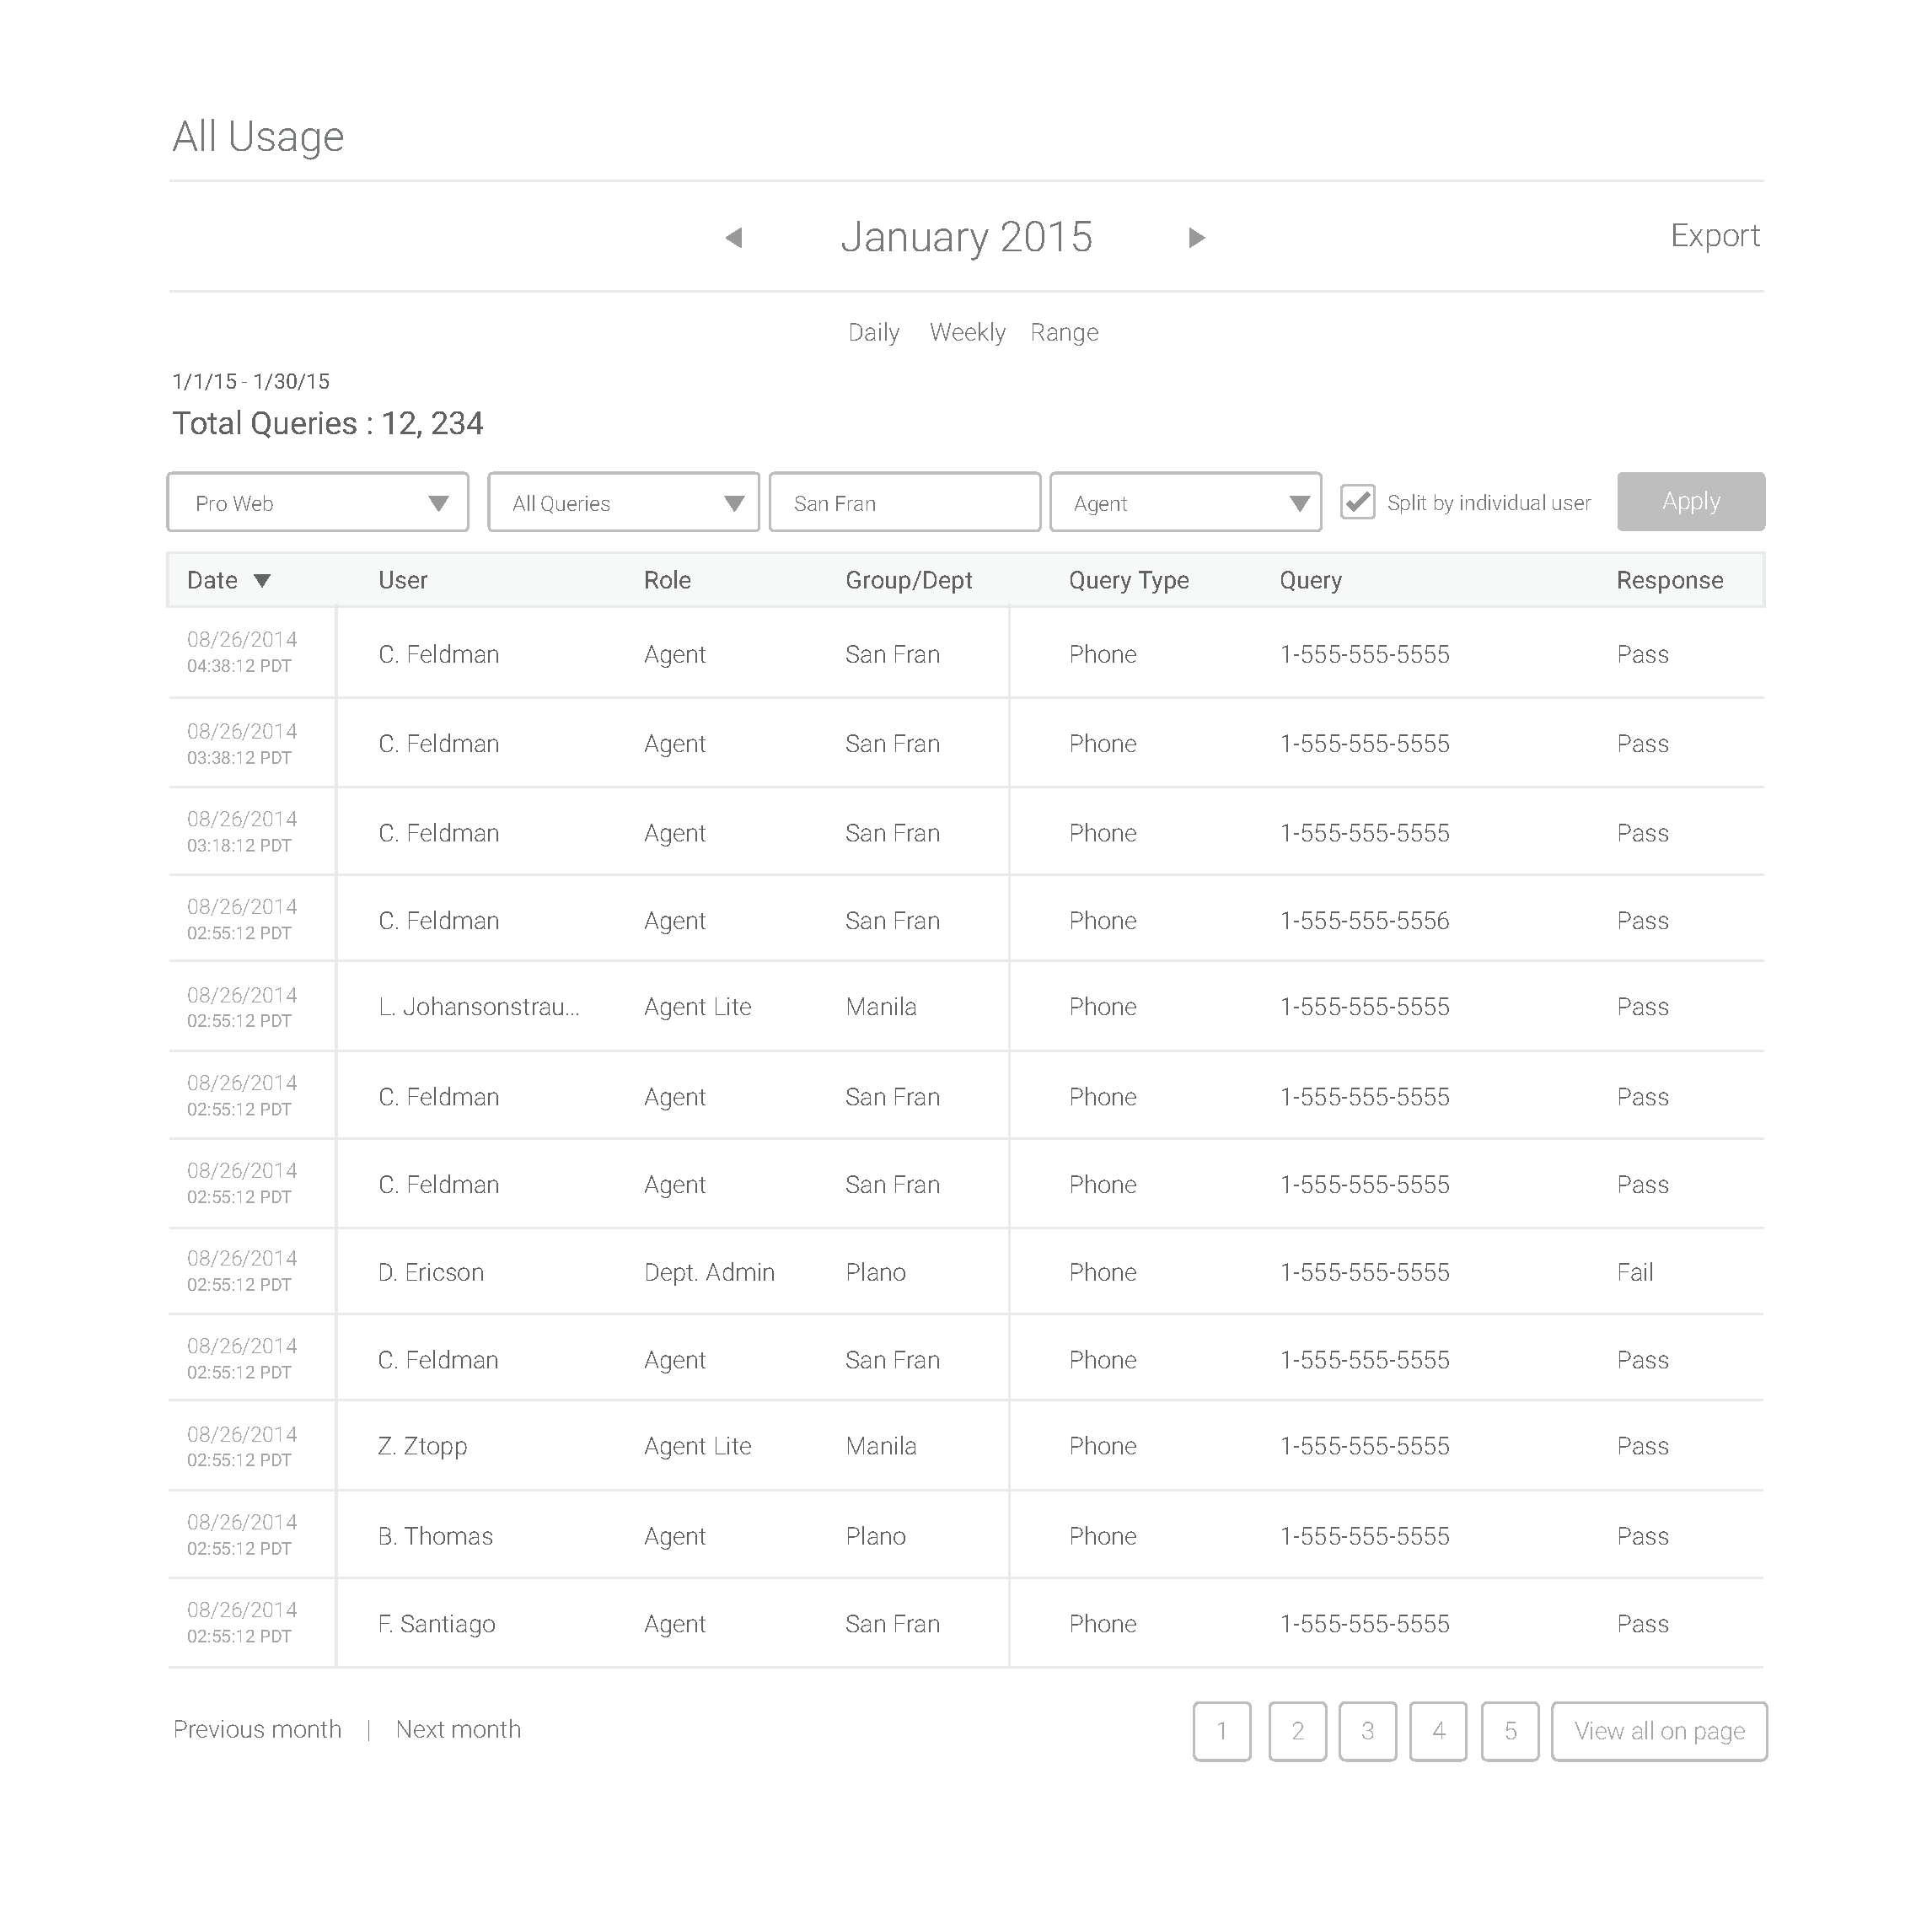 All Usage
January 2015
Export
Daily Weekly Range
1/1/15 - 1/30/15
Total Queries : 12, 234
Pro Web All Queries San Fran Agent Split by individual user Apply
Date User Role Group/Dept Query Type Query Response
08/26/2014
04:38:12 PDT
C. Feldman Agent San Fran Phone 1-555-555-5555 Pass
08/26/2014
03:38:12 PDT
C. Feldman Agent San Fran Phone 1-555-555-5555 Pass
08/26/2014
03:18:12 PDT
C. Feldman Agent San Fran Phone 1-555-555-5555 Pass
08/26/2014
02:55:12 PDT
C. Feldman Agent San Fran Phone 1-555-555-5556 Pass
08/26/2014
02:55:12 PDT
L. Johansonstrau... Agent Lite Manila Phone 1-555-555-5555 Pass
08/26/2014
02:55:12 PDT
C. Feldman Agent San Fran Phone 1-555-555-5555 Pass
08/26/2014
02:55:12 PDT
C. Feldman Agent San Fran Phone 1-555-555-5555 Pass
08/26/2014
02:55:12 PDT
D. Ericson Dept. Admin Plano Phone 1-555-555-5555 Fail
08/26/2014
02:55:12 PDT
C. Feldman Agent San Fran Phone 1-555-555-5555 Pass
08/26/2014
02:55:12 PDT
Z. Ztopp Agent Lite Manila Phone 1-555-555-5555 Pass
08/26/2014
02:55:12 PDT
B. Thomas Agent Plano Phone 1-555-555-5555 Pass
08/26/2014
02:55:12 PDT
F. Santiago Agent San Fran Phone 1-555-555-5555 Pass
Previous month | Next month
1 2 3 4 5 View all on page